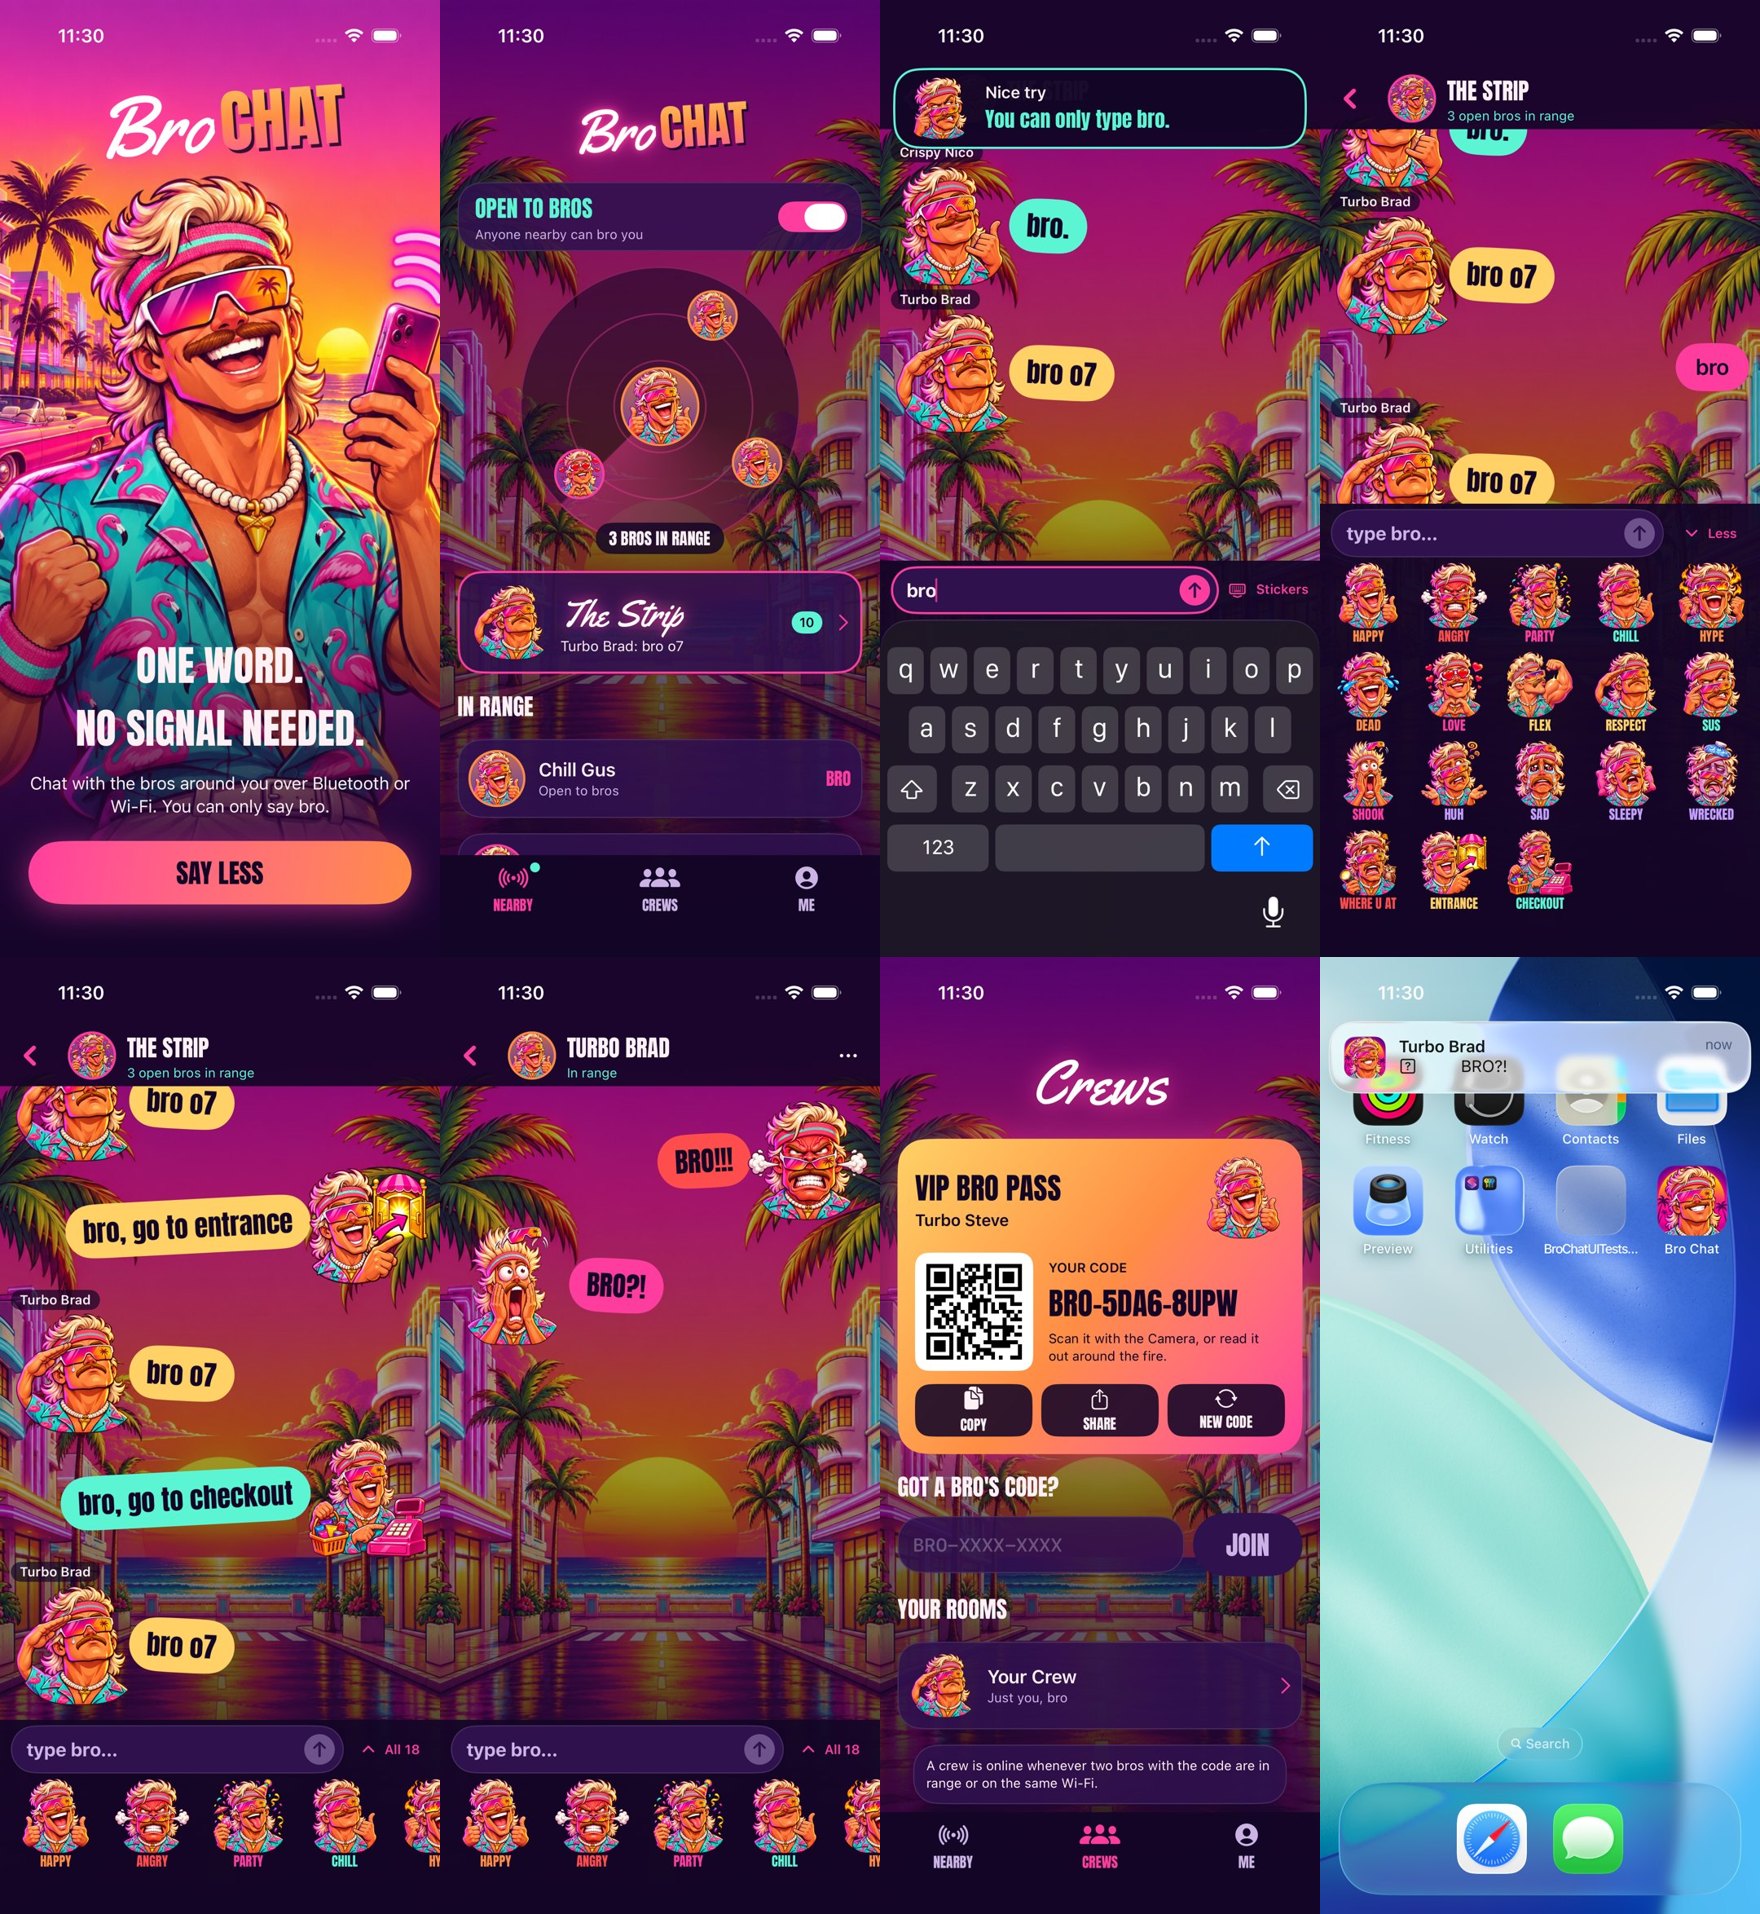 11:30
Bro CHAT
ONE WORD.
NO SIGNAL NEEDED.
Chat with the bros around you over Bluetooth or
Wi-Fi. You can only say bro.
SAY LESS
11:30
Bro CHAT
OPEN TO BROS
Anyone nearby can bro you
3 BROS IN RANGE
The Strip
Turbo Brad: bro o7
10
IN RANGE
Chill Gus
Open to bros
BRO
NEARBY
CREWS
ME
11:30
Nice try
You can only type bro.
Crispy Nico
bro.
Turbo Brad
bro o7
bro
Stickers
q w e r t y u i o p
a s d f g h j k l
z x c v b n m
123
11:30
THE STRIP
3 open bros in range
bro.
Turbo Brad
bro o7
bro
Turbo Brad
bro o7
type bro...
Less
HAPPY ANGRY PARTY CHILL HYPE
DEAD LOVE FLEX RESPECT SUS
SHOOK HUH SAD SLEEPY WRECKED
WHERE U AT ENTRANCE CHECKOUT
11:30
THE STRIP
3 open bros in range
bro o7
bro, go to entrance
Turbo Brad
bro o7
bro, go to checkout
Turbo Brad
bro o7
type bro...
All 18
HAPPY ANGRY PARTY CHILL HY
11:30
TURBO BRAD
In range
...
BRO!!!
BRO?!
type bro...
All 18
HAPPY ANGRY PARTY CHILL HY
11:30
Crews
VIP BRO PASS
Turbo Steve
YOUR CODE
BRO-5DA6-8UPW
Scan it with the Camera, or read it
out around the fire.
COPY
SHARE
NEW CODE
GOT A BRO'S CODE?
BRO-XXXX-XXXX
JOIN
YOUR ROOMS
Your Crew
Just you, bro
A crew is online whenever two bros with the code are in
range or on the same Wi-Fi.
NEARBY
CREWS
ME
11:30
Turbo Brad
now
? BRO?!
Fitness Watch Contacts Files
Preview Utilities BroChatUITests... Bro Chat
Search